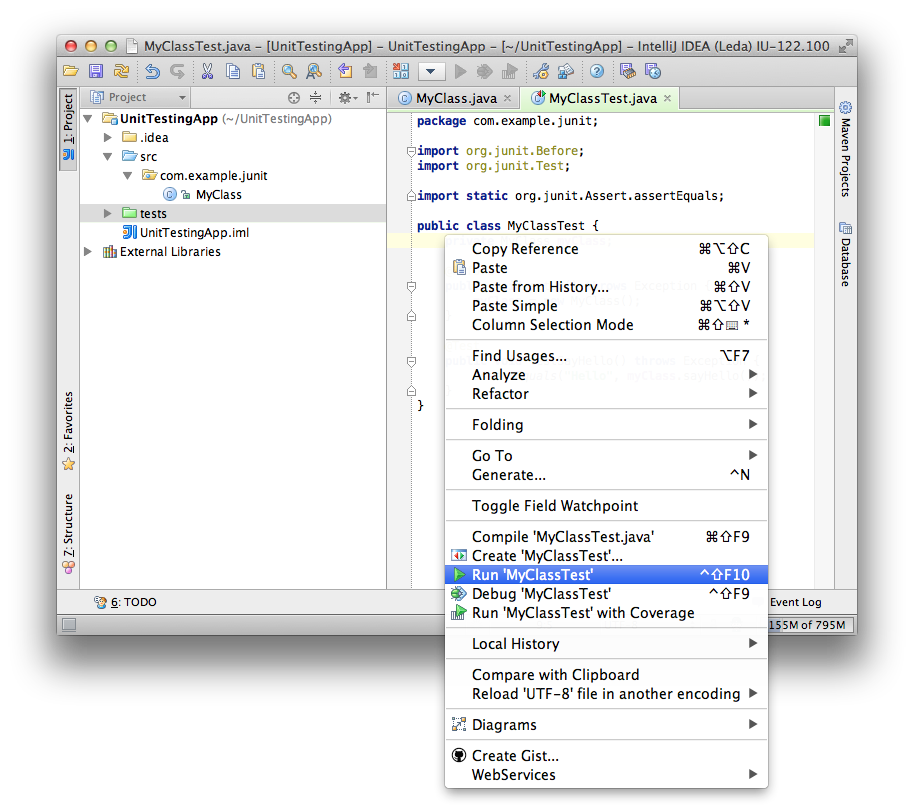 MyClassTest.java – [UnitTestingApp] – UnitTestingApp – [~/UnitTestingApp] – IntelliJ IDEA (Leda) IU-122.100
1: Project
2: Favorites
Z: Structure
Project
UnitTestingApp (~/UnitTestingApp)
.idea
src
com.example.junit
MyClass
tests
UnitTestingApp.iml
External Libraries
MyClass.java
MyClassTest.java
package com.example.junit;
import org.junit.Before;
import org.junit.Test;
import static org.junit.Assert.assertEquals;
public class MyClassTest {
}
Copy Reference ⌘⌥⇧C
Paste ⌘V
Paste from History... ⌘⇧V
Paste Simple ⌘⌥⇧V
Column Selection Mode ⌘⇧⌨ *
Find Usages... ⌥F7
Analyze
Refactor
Folding
Go To
Generate... ^N
Toggle Field Watchpoint
Compile 'MyClassTest.java' ⌘⇧F9
Create 'MyClassTest'...
Run 'MyClassTest' ^⇧F10
Debug 'MyClassTest' ^⇧F9
Run 'MyClassTest' with Coverage
Local History
Compare with Clipboard
Reload 'UTF-8' file in another encoding
Diagrams
Create Gist...
WebServices
Maven Projects
Database
6: TODO
Event Log
155M of 795M